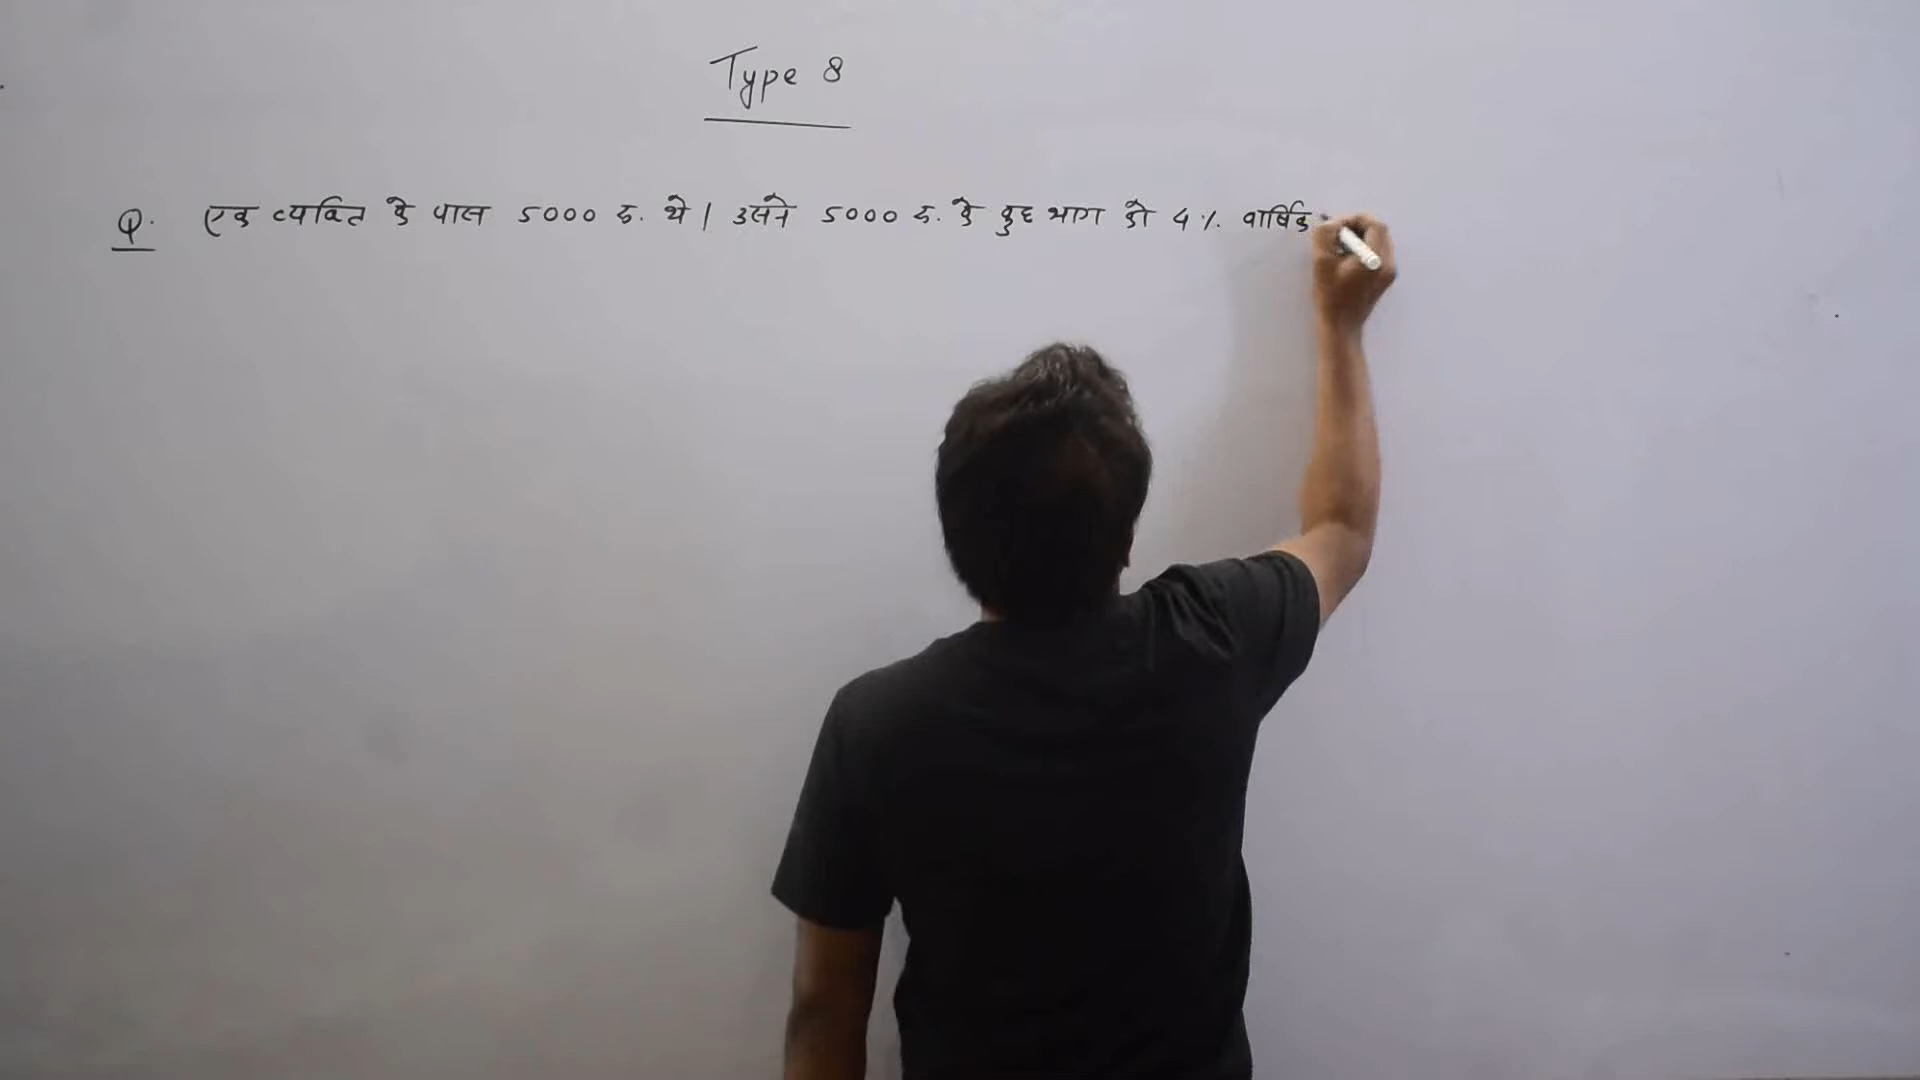 Type 8
Q. एक व्यक्ति के पास 5000 रु. थे | उसने 5000 रु. के कुछ भाग को 4 %. वार्षिक